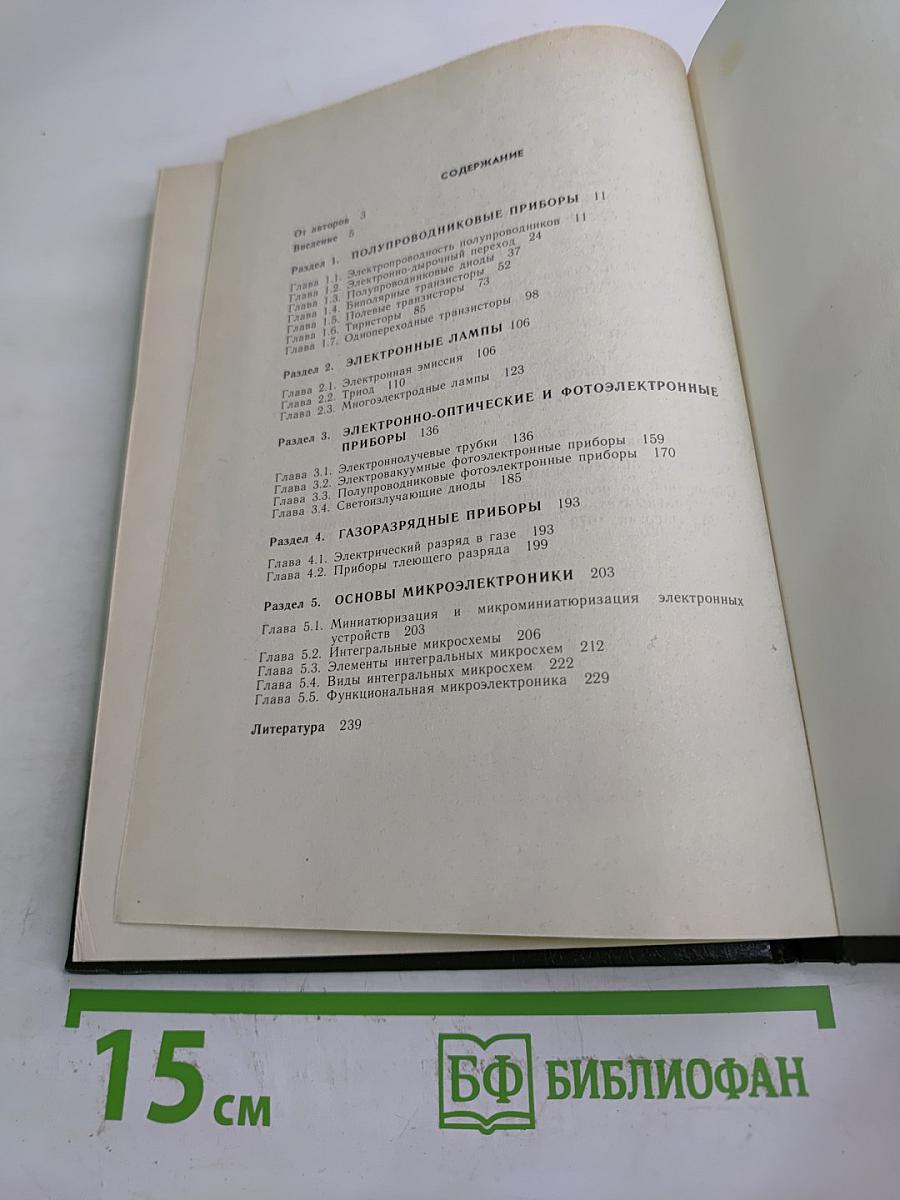 СОДЕРЖАНИЕ
От авторов 3
Введение 5
Раздел 1. ПОЛУПРОВОДНИКОВЫЕ ПРИБОРЫ 11
Глава 1.1. Электропроводность полупроводников 11
Глава 1.2. Электронно-дырочный переход 24
Глава 1.3. Полупроводниковые диоды 37
Глава 1.4. Биполярные транзисторы 52
Глава 1.5. Полевые транзисторы 73
Глава 1.6. Тиристоры 85
Глава 1.7. Однопереходные транзисторы 98
Раздел 2. ЭЛЕКТРОННЫЕ ЛАМПЫ 106
Глава 2.1. Электронная эмиссия 106
Глава 2.2. Триод 110
Глава 2.3. Многоэлектродные лампы 123
Раздел 3. ЭЛЕКТРОННО-ОПТИЧЕСКИЕ И ФОТОЭЛЕКТРОННЫЕ
ПРИБОРЫ 136
Глава 3.1. Электроннолучевые трубки 136
Глава 3.2. Электровакуумные фотоэлектронные приборы 159
Глава 3.3. Полупроводниковые фотоэлектронные приборы 170
Глава 3.4. Светоизлучающие диоды 185
Раздел 4. ГАЗОРАЗРЯДНЫЕ ПРИБОРЫ 193
Глава 4.1. Электрический разряд в газе 193
Глава 4.2. Приборы тлеющего разряда 199
Раздел 5. ОСНОВЫ МИКРОЭЛЕКТРОНИКИ 203
Глава 5.1. Миниатюризация и микроминиатюризация электронных
устройств 203
Глава 5.2. Интегральные микросхемы 206
Глава 5.3. Элементы интегральных микросхем 212
Глава 5.4. Виды интегральных микросхем 222
Глава 5.5. Функциональная микроэлектроника 229
Литература 239
15 см
БФ БИБЛИОФАН